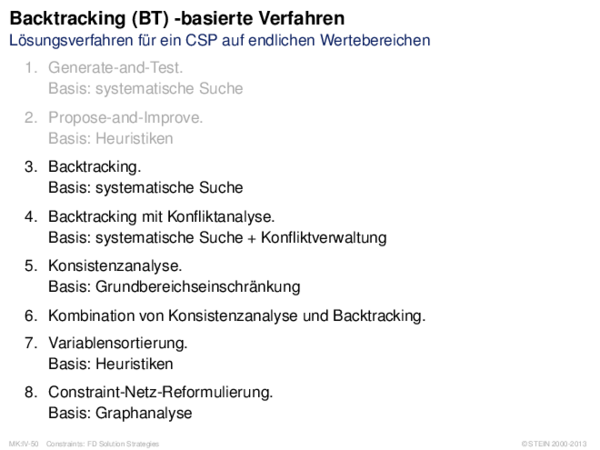 Backtracking (BT) -basierte Verfahren
Lösungsverfahren für ein CSP auf endlichen Wertebereichen
1. Generate-and-Test.
Basis: systematische Suche
2. Propose-and-Improve.
Basis: Heuristiken
3. Backtracking.
Basis: systematische Suche
4. Backtracking mit Konfliktanalyse.
Basis: systematische Suche + Konfliktverwaltung
5. Konsistenzanalyse.
Basis: Grundbereichseinschränkung
6. Kombination von Konsistenzanalyse und Backtracking.
7. Variablensortierung.
Basis: Heuristiken
8. Constraint-Netz-Reformulierung.
Basis: Graphanalyse
MK:IV-50 Constraints: FD Solution Strategies © STEIN 2000-2013